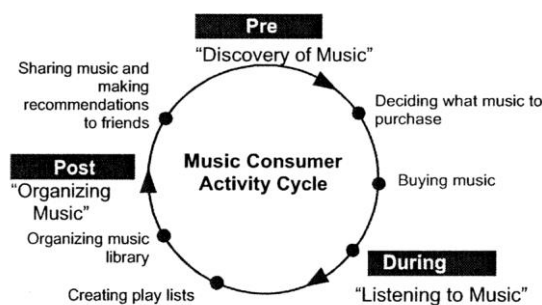 Pre
“Discovery of Music”
Deciding what music to
purchase
Buying music
During
“Listening to Music”
Creating play lists
Organizing music
library
Post
“Organizing
Music”
Sharing music and
making
recommendations
to friends
Music Consumer
Activity Cycle